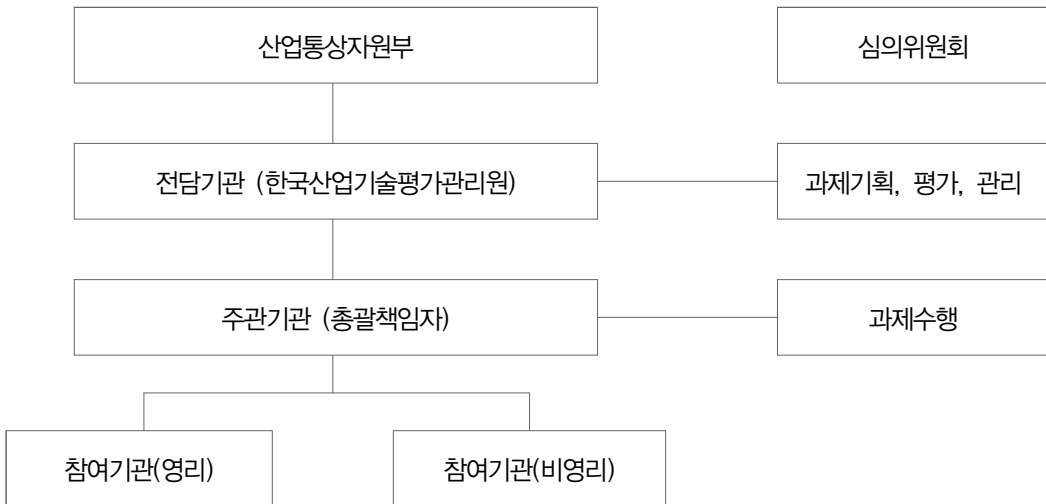 산업통상자원부
심의위원회
전담기관 (한국산업기술평가관리원)
과제기획, 평가, 관리
주관기관 (총괄책임자)
과제수행
참여기관(영리)
참여기관(비영리)